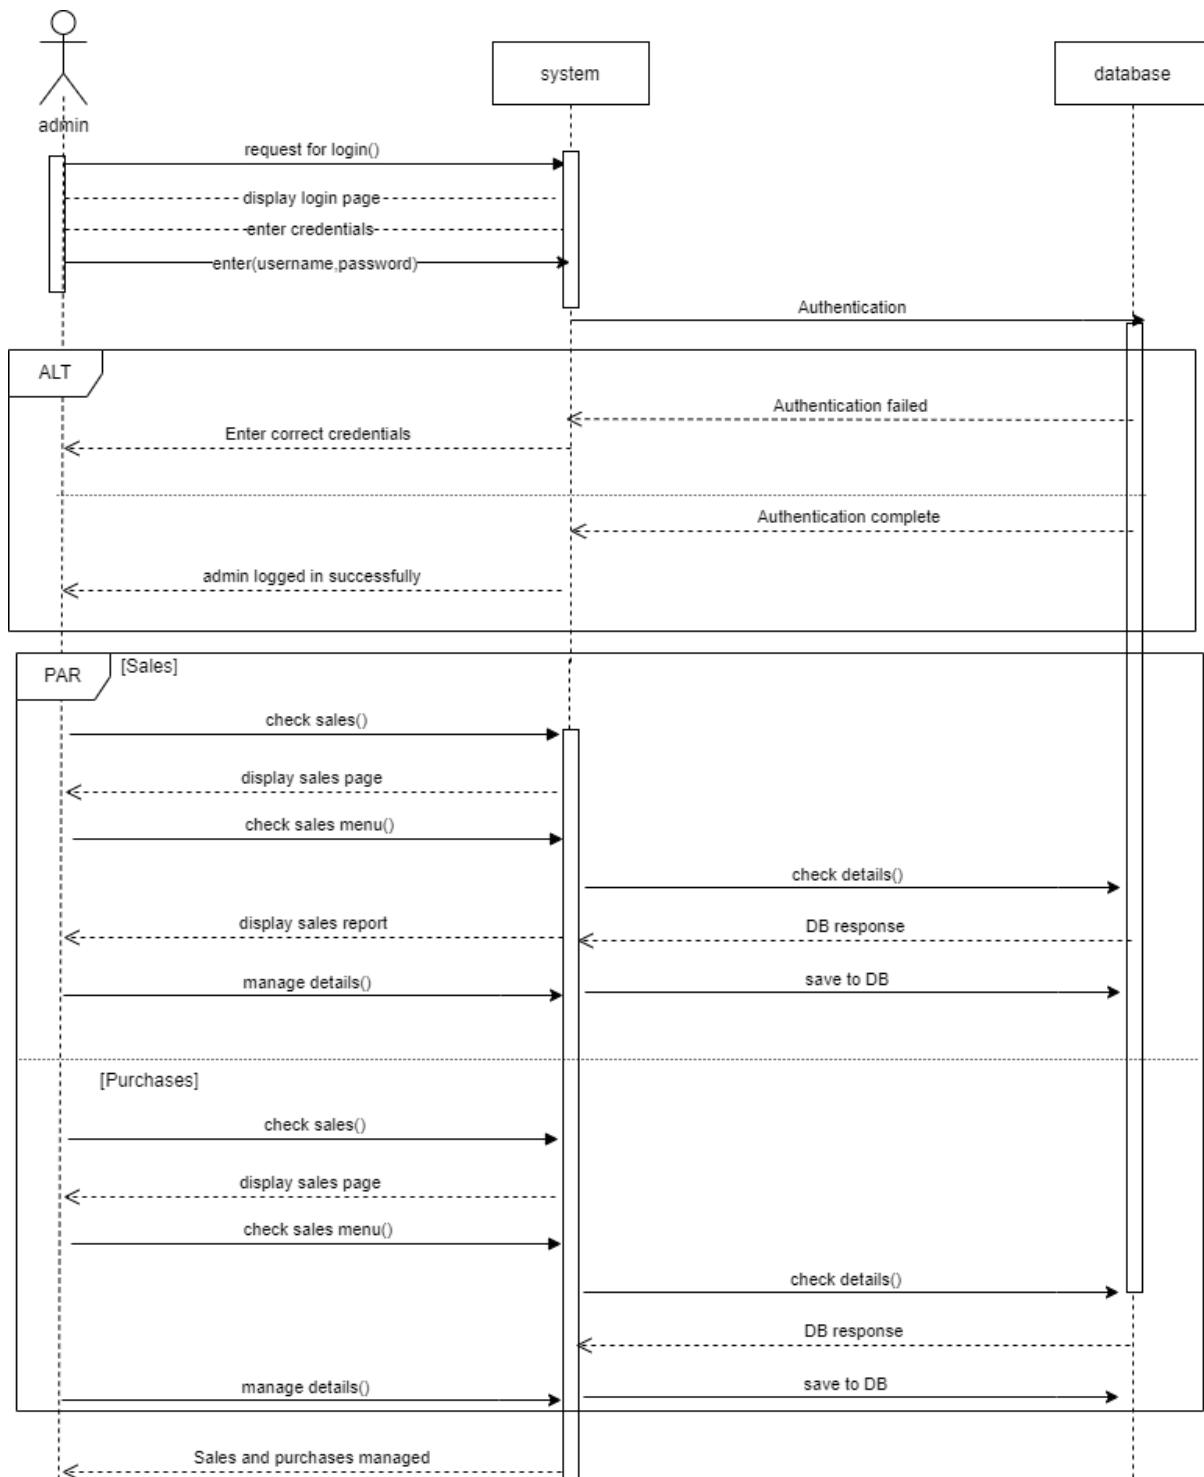 system
database
admin
request for login()
display login page
enter credentials
enter(username,password)
Authentication
ALT
Authentication failed
Enter correct credentials
Authentication complete
admin logged in successfully
PAR
[Sales]
check sales()
display sales page
check sales menu()
check details()
display sales report
DB response
manage details()
save to DB
[Purchases]
check sales()
display sales page
check sales menu()
check details()
DB response
manage details()
save to DB
Sales and purchases managed